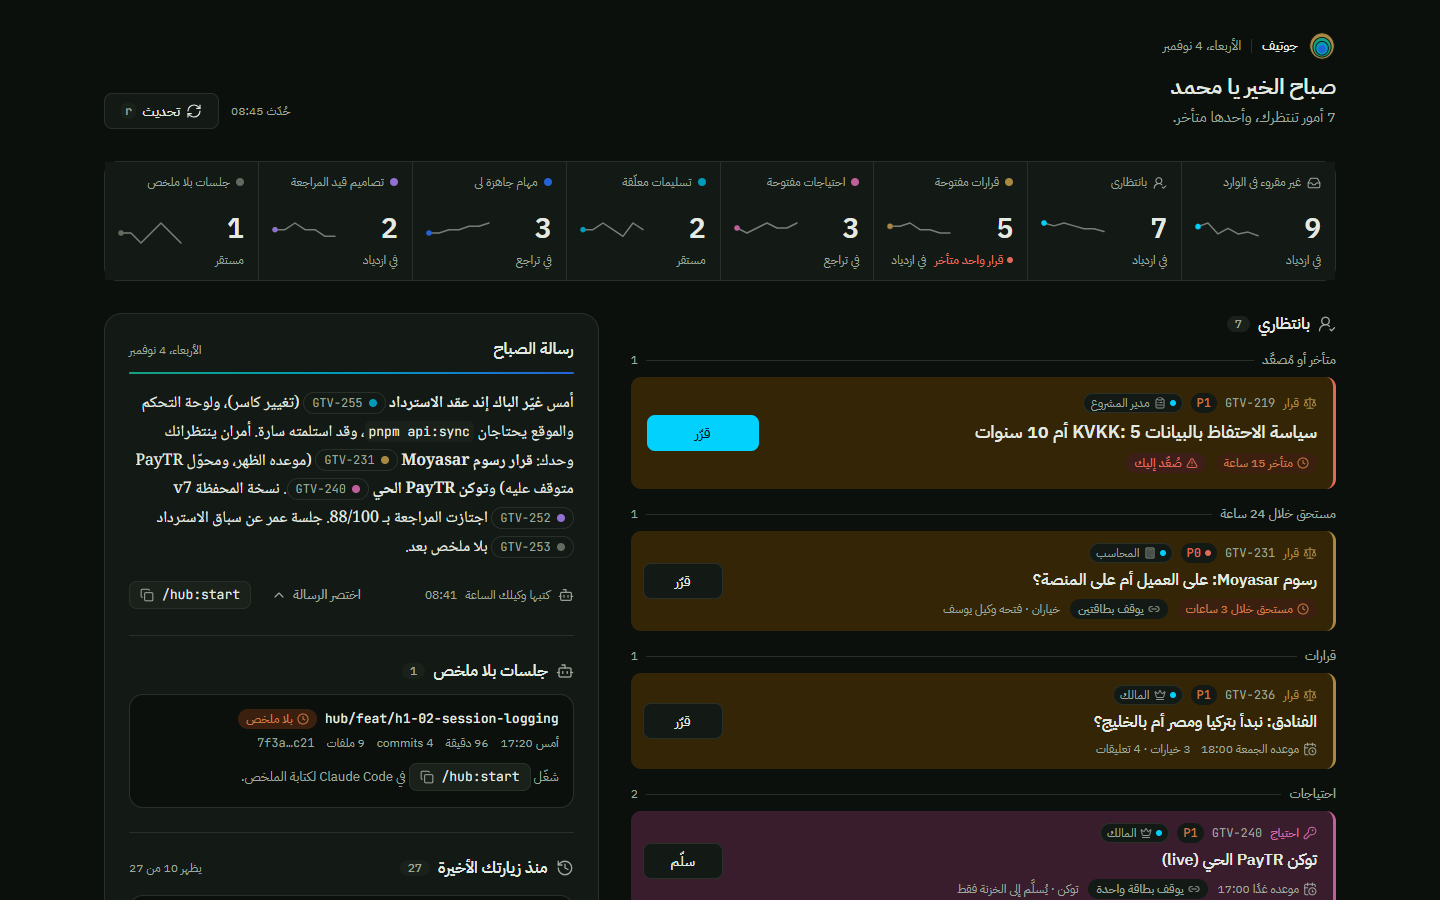 جوتيف | الأربعاء، 4 نوفمبر
صباح الخير يا محمد
7 أمور تنتظرك، وأحدها متأخر.
حُدّث 08:45
تحديث r
غير مقروء في الوارد
9
في ازدياد
بانتظاري
7
في ازدياد
قرارات مفتوحة
5
قرار واحد متأخر في ازدياد
احتياجات مفتوحة
3
في تراجع
تسليمات معلّقة
2
مستقر
مهام جاهزة لي
3
في تراجع
تصاميم قيد المراجعة
2
في ازدياد
جلسات بلا ملخص
1
مستقر
بانتظاري 7
متأخر أو مُصعَّد 1
قرار GTV-219 P1 مدير المشروع
سياسة الاحتفاظ بالبيانات KVKK: 5 أم 10 سنوات
متأخر 15 ساعة صُعِّد إليك
قرّر
مستحق خلال 24 ساعة 1
قرار GTV-231 P0 المحاسب
رسوم Moyasar: على العميل أم على المنصة؟
مستحق خلال 3 ساعات يوقف بطاقتين خياران · فتحه وكيل يوسف
قرّر
قرارات 1
قرار GTV-236 P1 المالك
الفنادق: نبدأ بتركيا ومصر أم بالخليج؟
موعده الجمعة 18:00 3 خيارات · 4 تعليقات
قرّر
احتياجات 2
احتياج GTV-240 P1 المالك
توكن PayTR الحي (live)
موعده غدًا 17:00 يوقف بطاقة واحدة توكن · يُسلَّم إلى الخزنة فقط
سلّم
رسالة الصباح
الأربعاء، 4 نوفمبر
أمس غيّر الباك إند عقد الاسترداد GTV-255 (تغيير كاسر)، ولوحة التحكم
والموقع يحتاجان pnpm api:sync، وقد استلمته سارة. أمران ينتظرانك
وحدك: قرار رسوم Moyasar GTV-231 (موعده الظهر، ومحوّل PayTR
متوقف عليه) وتوكن PayTR الحي GTV-240. نسخة المحفظة v7
GTV-252 اجتازت المراجعة بـ 88/100. جلسة عمر عن سباق الاسترداد
GTV-253 بلا ملخص بعد.
كتبها وكيلك الساعة 08:41
اختصر الرسالة
/hub:start
جلسات بلا ملخص 1
hub/feat/h1-02-session-logging بلا ملخص
أمس 17:20 96 دقيقة 4 commits 9 ملفات 7f3a…c21
شغّل /hub:start في Claude Code لكتابة الملخص.
منذ زيارتك الأخيرة 27
يظهر 10 من 27